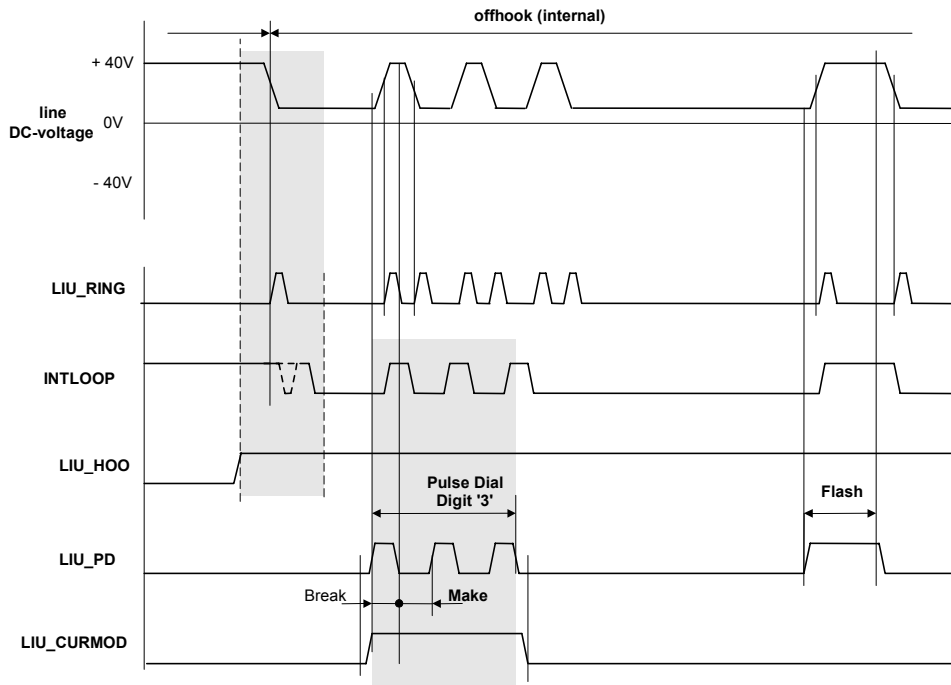 offhook (internal)
+ 40V
line
DC-voltage
0V
- 40V
LIU_RING
INTLOOP
LIU_HOO
Pulse Dial
Digit '3'
Flash
LIU_PD
Break
Make
LIU_CURMOD